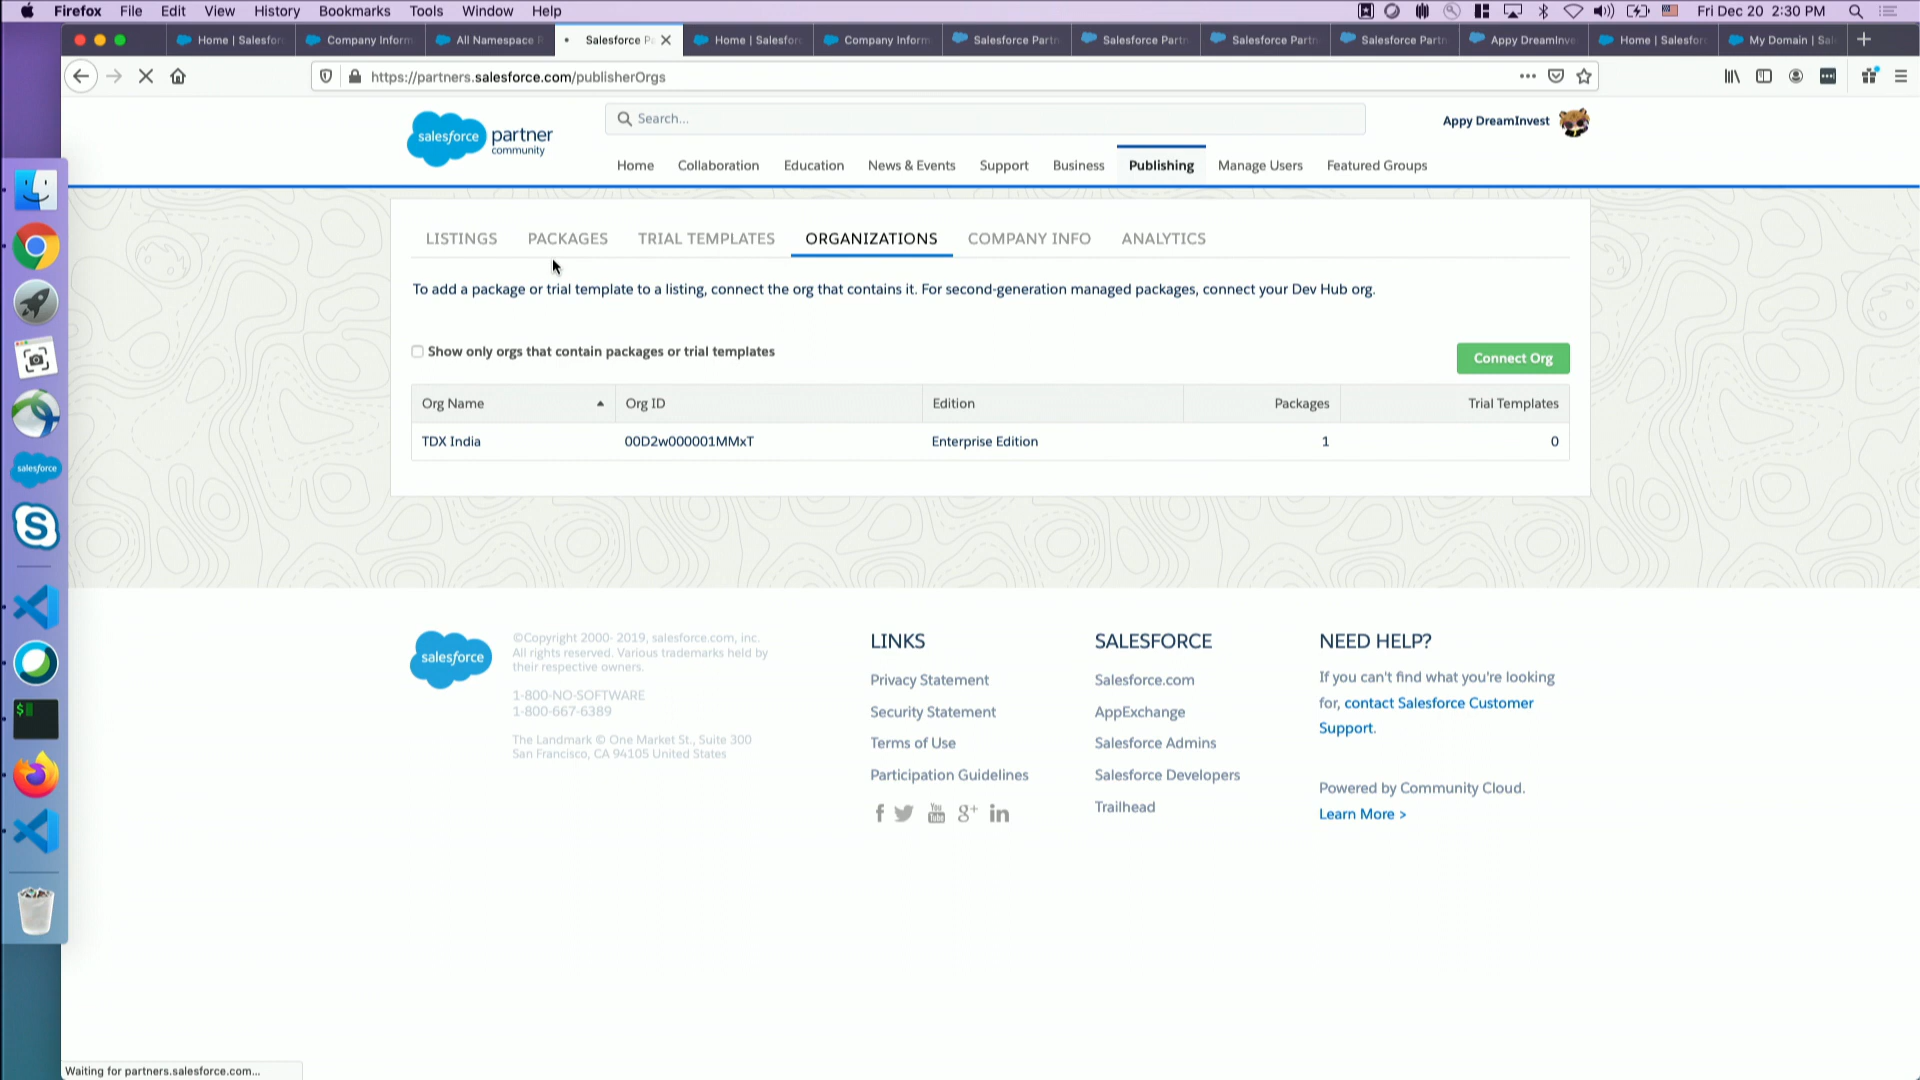 Firefox File Edit View History Bookmarks Tools Window Help Fri Dec 20 2:30 PM
Home | Salesfor Company Inform All Namespace Salesforce P Home | Salesforc Company Inform Salesforce Partn Salesforce Partn Salesforce Partn Salesforce Partn Appy DreamInve Home | Salesforc My Domain | Sal
https://partners.salesforce.com/publisherOrgs
salesforce partner community
Search...
Appy DreamInvest
Home Collaboration Education News & Events Support Business Publishing Manage Users Featured Groups
LISTINGS PACKAGES TRIAL TEMPLATES ORGANIZATIONS COMPANY INFO ANALYTICS
To add a package or trial template to a listing, connect the org that contains it. For second-generation managed packages, connect your Dev Hub org.
Show only orgs that contain packages or trial templates
Connect Org
Org Name Org ID Edition Packages Trial Templates
TDX India 00D2w000001MMxT Enterprise Edition 1 0
salesforce
©Copyright 2000- 2019, salesforce.com, inc.
All rights reserved. Various trademarks held by
their respective owners.
1-800-NO-SOFTWARE
1-800-667-6389
The Landmark © One Market St., Suite 300
San Francisco, CA 94105 United States
LINKS
Privacy Statement
Security Statement
Terms of Use
Participation Guidelines
SALESFORCE
Salesforce.com
AppExchange
Salesforce Admins
Salesforce Developers
Trailhead
NEED HELP?
If you can't find what you're looking
for, contact Salesforce Customer
Support.
Powered by Community Cloud.
Learn More >
salesforce
Waiting for partners.salesforce.com...